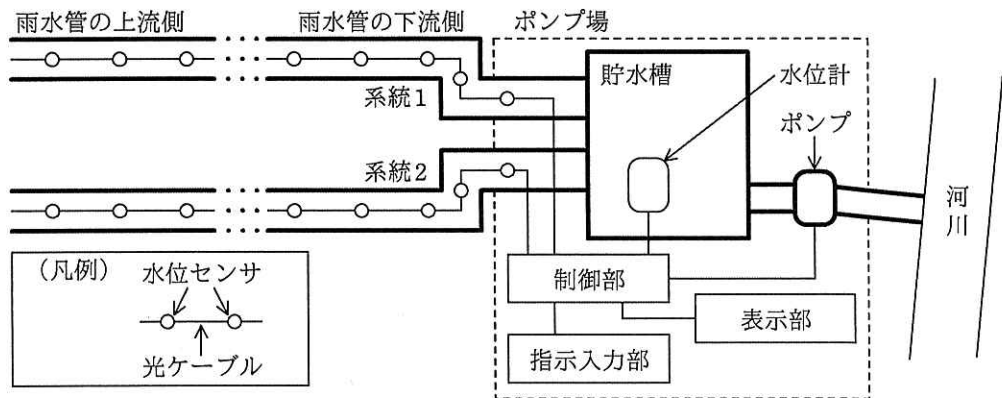 雨水管の上流側
雨水管の下流側
ポンプ場
系統1
系統2
貯水槽
水位計
ポンプ
河川
制御部
表示部
指示入力部
(凡例)
水位センサ
光ケーブル